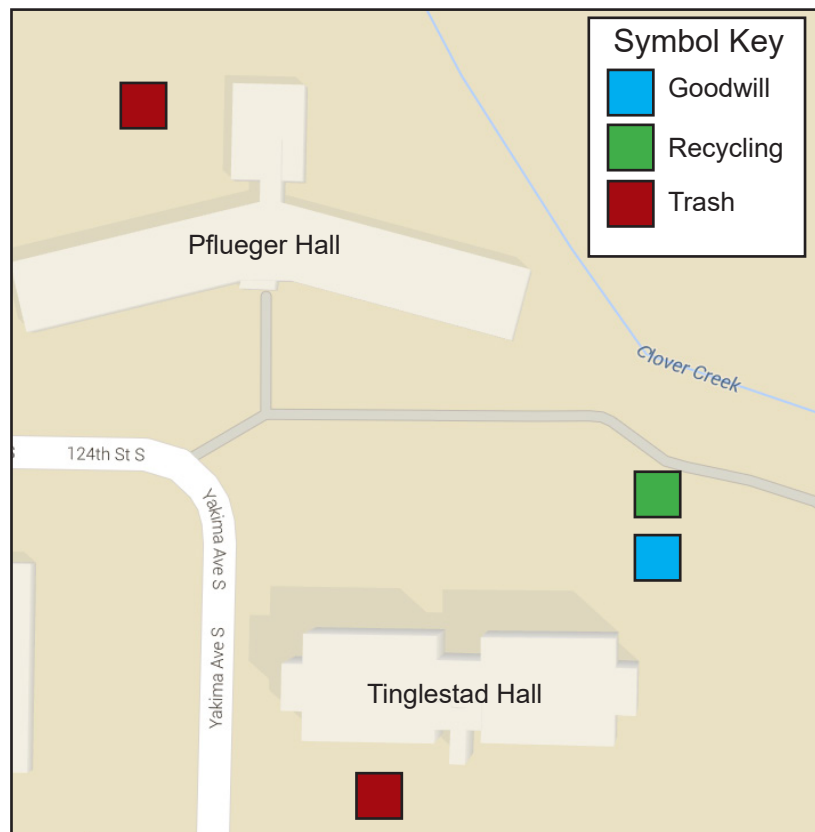 Symbol Key
Goodwill
Recycling
Trash
Pflueger Hall
Clover Creek
S
124th St S
Yakima Ave S
Yakima Ave S
Tinglestad Hall